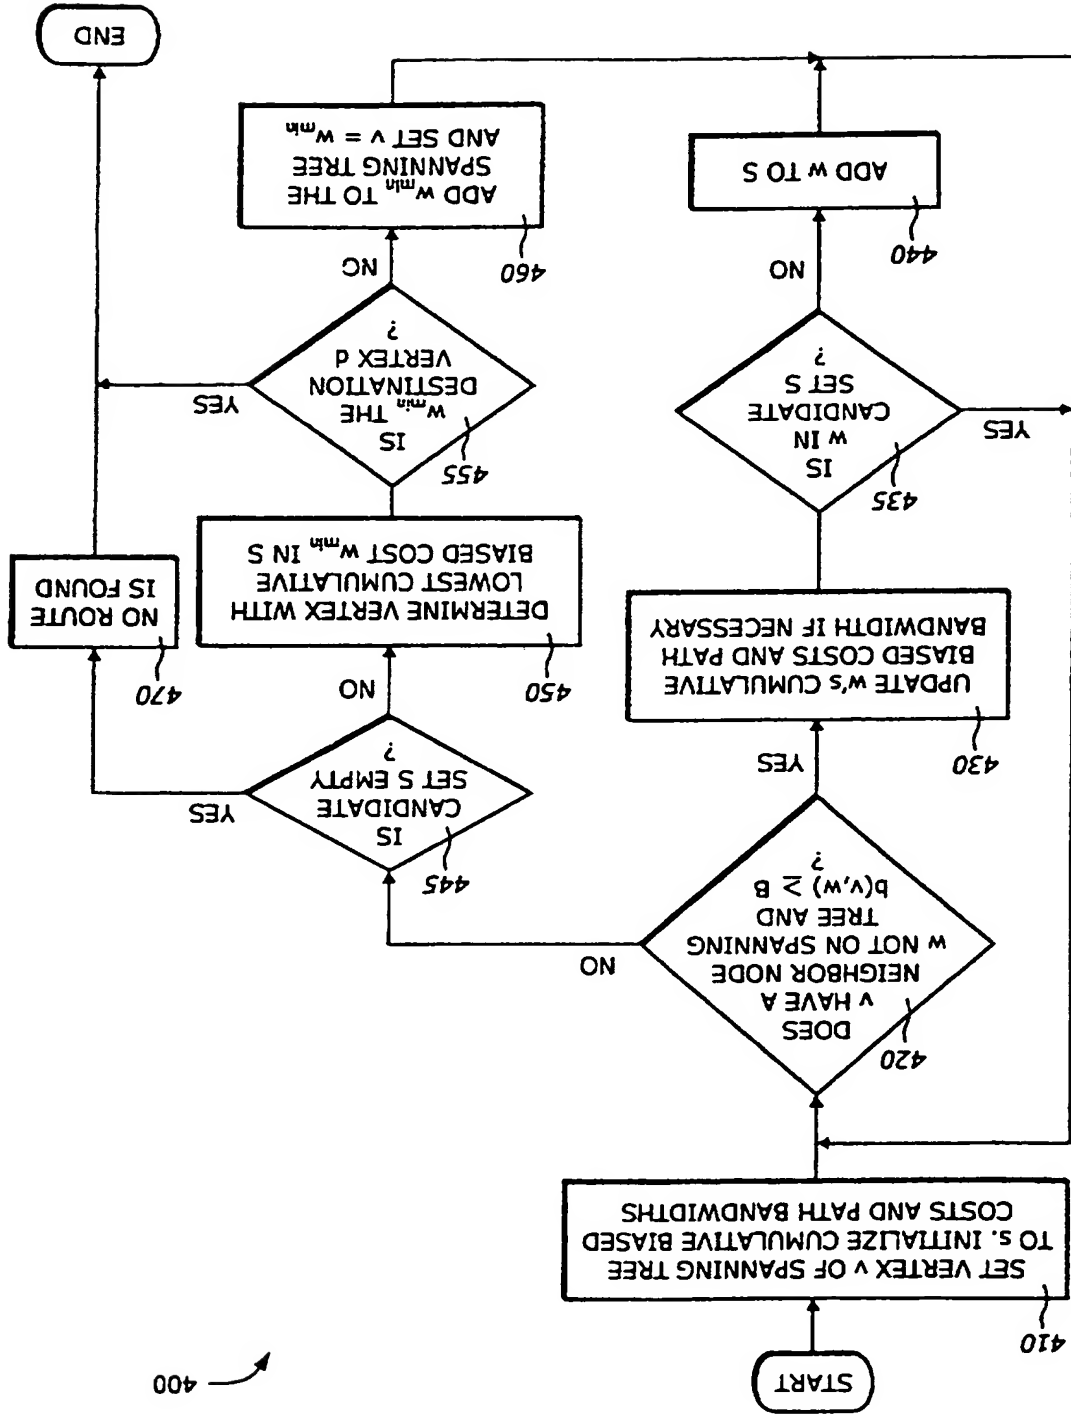 400
START
410
SET VERTEX v OF SPANNING TREE
TO s. INITIALIZE CUMULATIVE BIASED
COSTS AND PATH BANDWIDTHS
420
DOES
v HAVE A
NEIGHBOR NODE
w NOT ON SPANNING
TREE AND
b(v,w) ≥ B
?
YES
NO
430
UPDATE w's CUMULATIVE
BIASED COSTS AND PATH
BANDWIDTH IF NECESSARY
435
IS
w IN
CANDIDATE
SET S
?
YES
NO
440
ADD w TO S
445
IS
CANDIDATE
SET S EMPTY
?
YES
NO
450
DETERMINE VERTEX WITH
LOWEST CUMULATIVE
BIASED COST wmin IN S
455
IS
wmin THE
DESTINATION
VERTEX d
?
YES
NO
460
ADD wmin TO THE
SPANNING TREE
AND SET v = wmin
470
NO ROUTE
IS FOUND
END